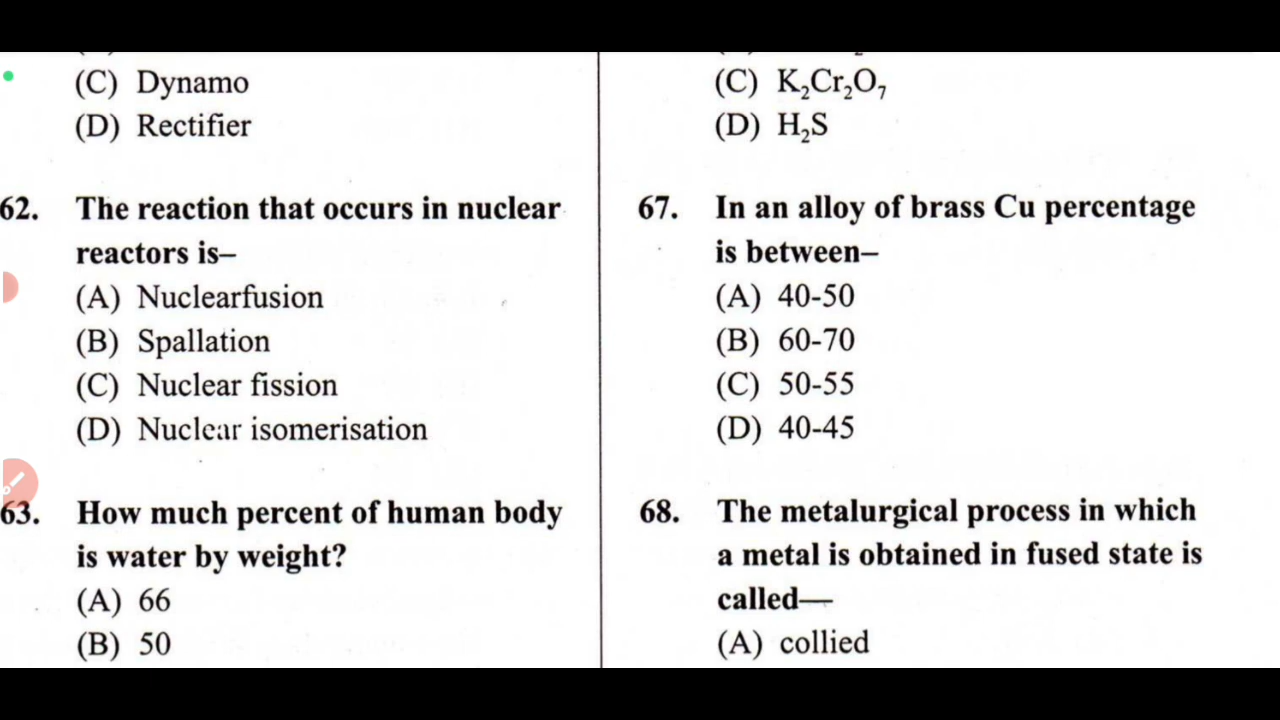 (C) Dynamo
(D) Rectifier
62. The reaction that occurs in nuclear
reactors is–
(A) Nuclearfusion
(B) Spallation
(C) Nuclear fission
(D) Nuclear isomerisation
63. How much percent of human body
is water by weight?
(A) 66
(B) 50
(C) K₂Cr₂O₇
(D) H₂S
67. In an alloy of brass Cu percentage
is between–
(A) 40-50
(B) 60-70
(C) 50-55
(D) 40-45
68. The metalurgical process in which
a metal is obtained in fused state is
called—
(A) collied